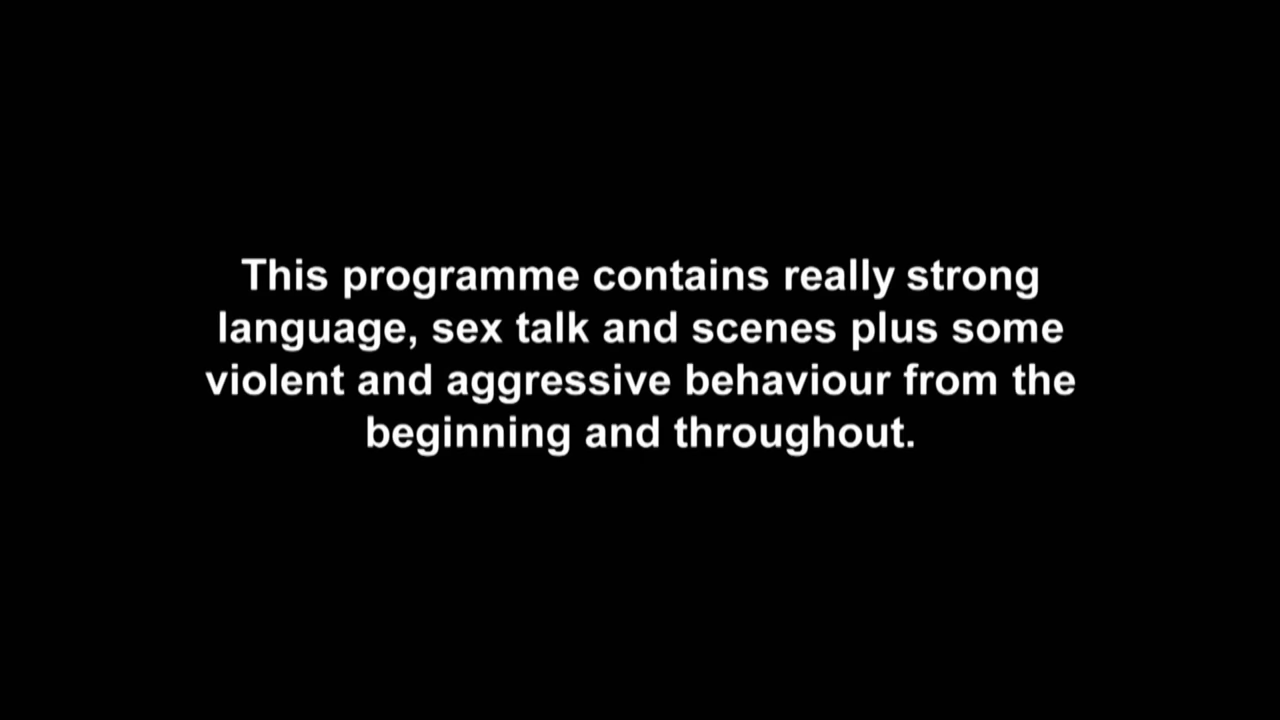 This programme contains really strong
language, sex talk and scenes plus some
violent and aggressive behaviour from the
beginning and throughout.